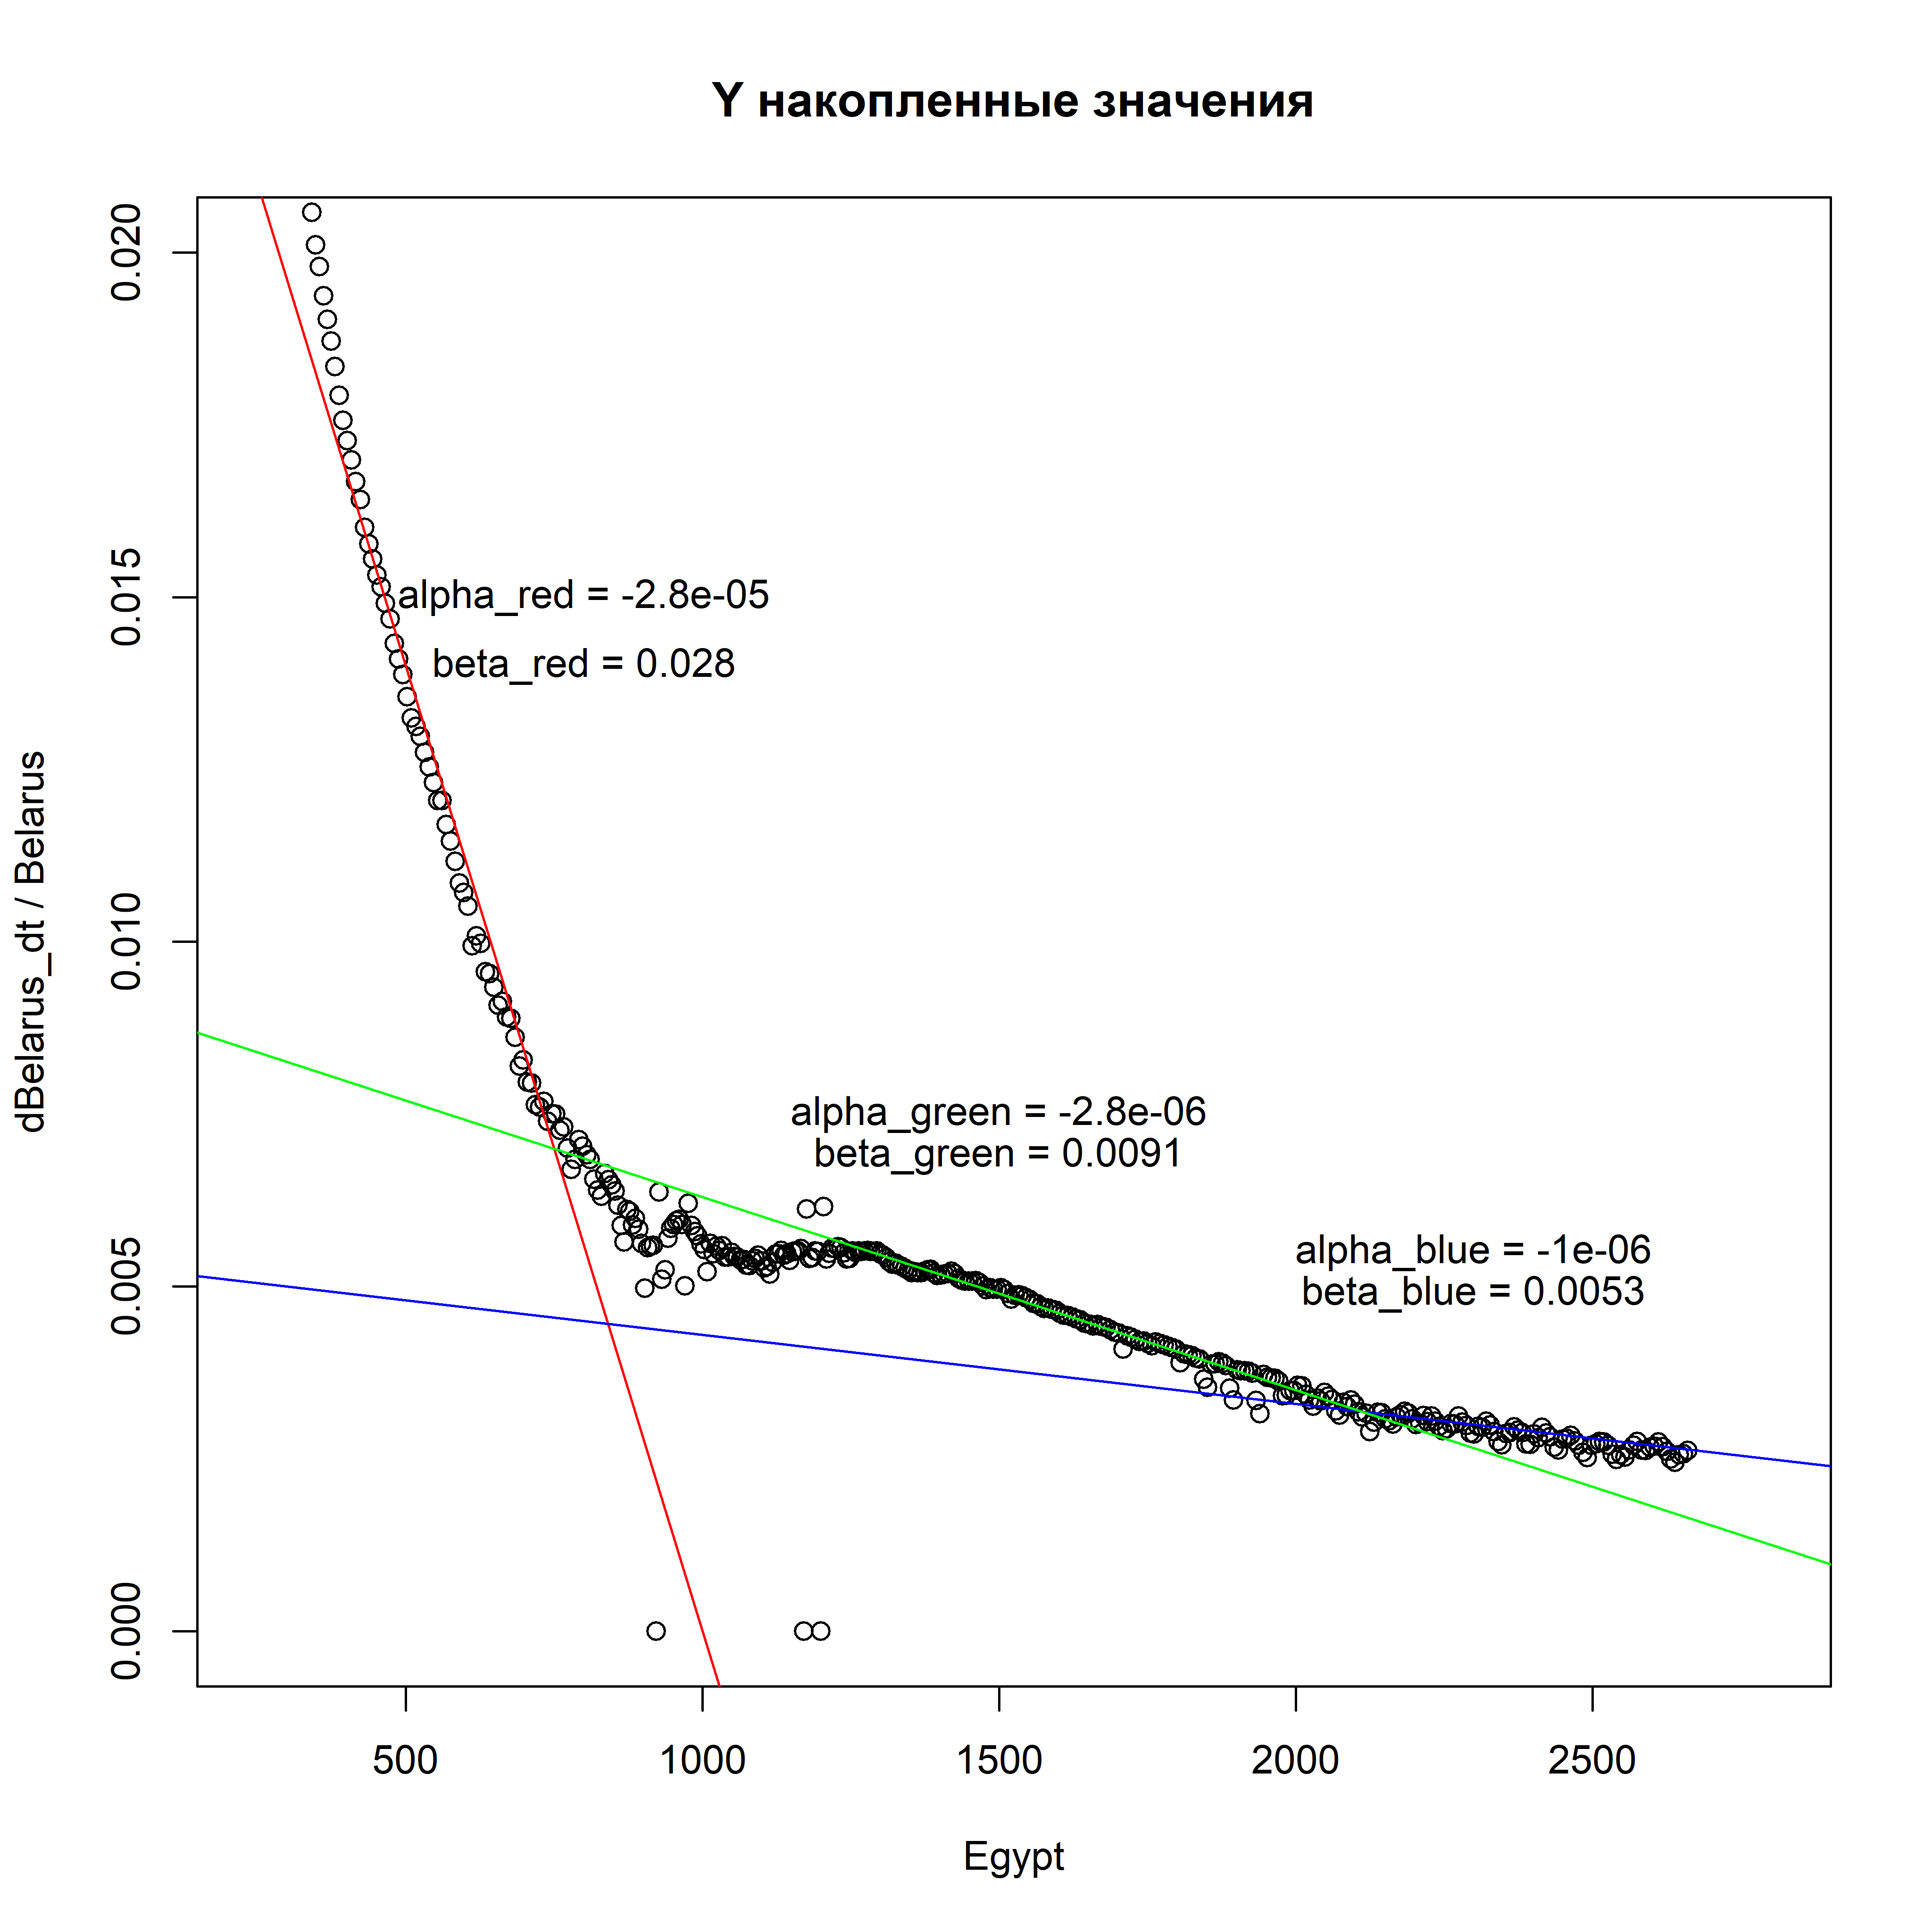 Y накопленные значения
dBelarus_dt / Belarus
0.020
0.015
0.010
0.005
0.000
alpha_red = -2.8e-05
beta_red = 0.028
alpha_green = -2.8e-06
beta_green = 0.0091
alpha_blue = -1e-06
beta_blue = 0.0053
500 1000 1500 2000 2500
Egypt